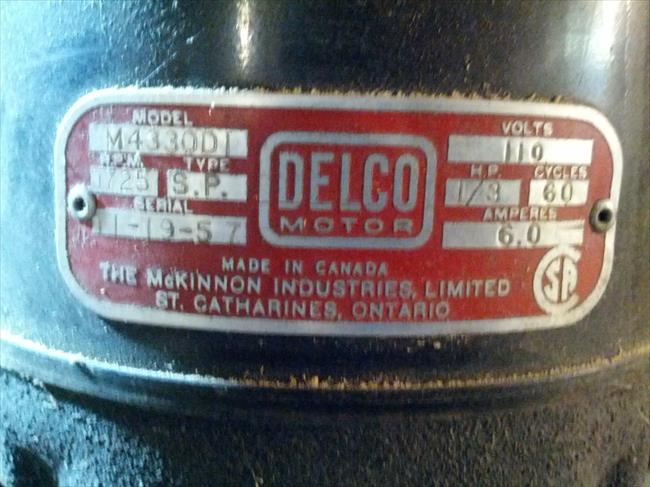 MODEL
M4330D1
R.P.M. TYPE
1725 S.P.
SERIAL
11-19-57
DELCO
MOTOR
VOLTS
110
H.P. CYCLES
1/3 60
AMPERES
6.0
MADE IN CANADA
THE McKINNON INDUSTRIES, LIMITED
ST. CATHARINES, ONTARIO
SA